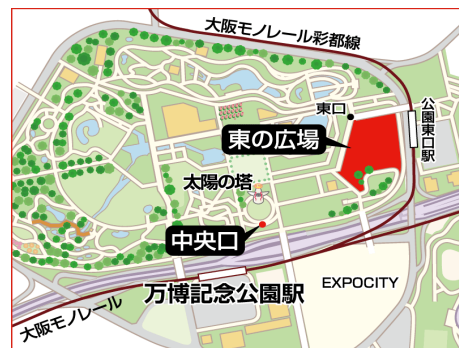 大阪モノレール彩都線
東口
公園東口駅
東の広場
太陽の塔
中央口
万博記念公園駅
EXPOCITY
大阪モノレール